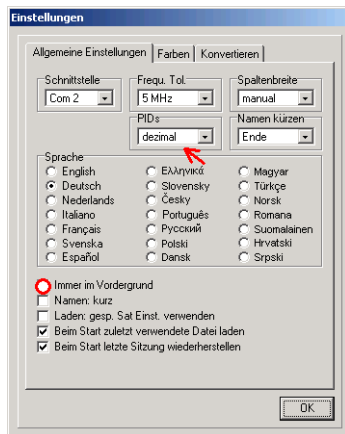 Einstellungen
Allgemeine Einstellungen Farben Konvertieren
Schnittstelle Frequ. Tol. Spaltenbreite
Com 2 5 MHz manual
PIDs Namen kürzen
dezimal Ende
Sprache
English Ελληνικά Magyar
Deutsch Slovensky Türkçe
Nederlands Česky Norsk
Italiano Português Romana
Français Русский Suomalainen
Svenska Polski Hrvatski
Español Dansk Srpski
Immer im Vordergrund
Namen: kurz
Laden: gesp. Sat Einst. verwenden
Beim Start zuletzt verwendete Datei laden
Beim Start letzte Sitzung wiederherstellen
OK